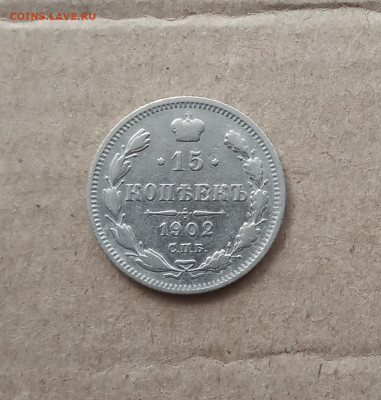 COINS.LAVE.RU
15
КОПѢЕКЪ
1902
С.П.Б.